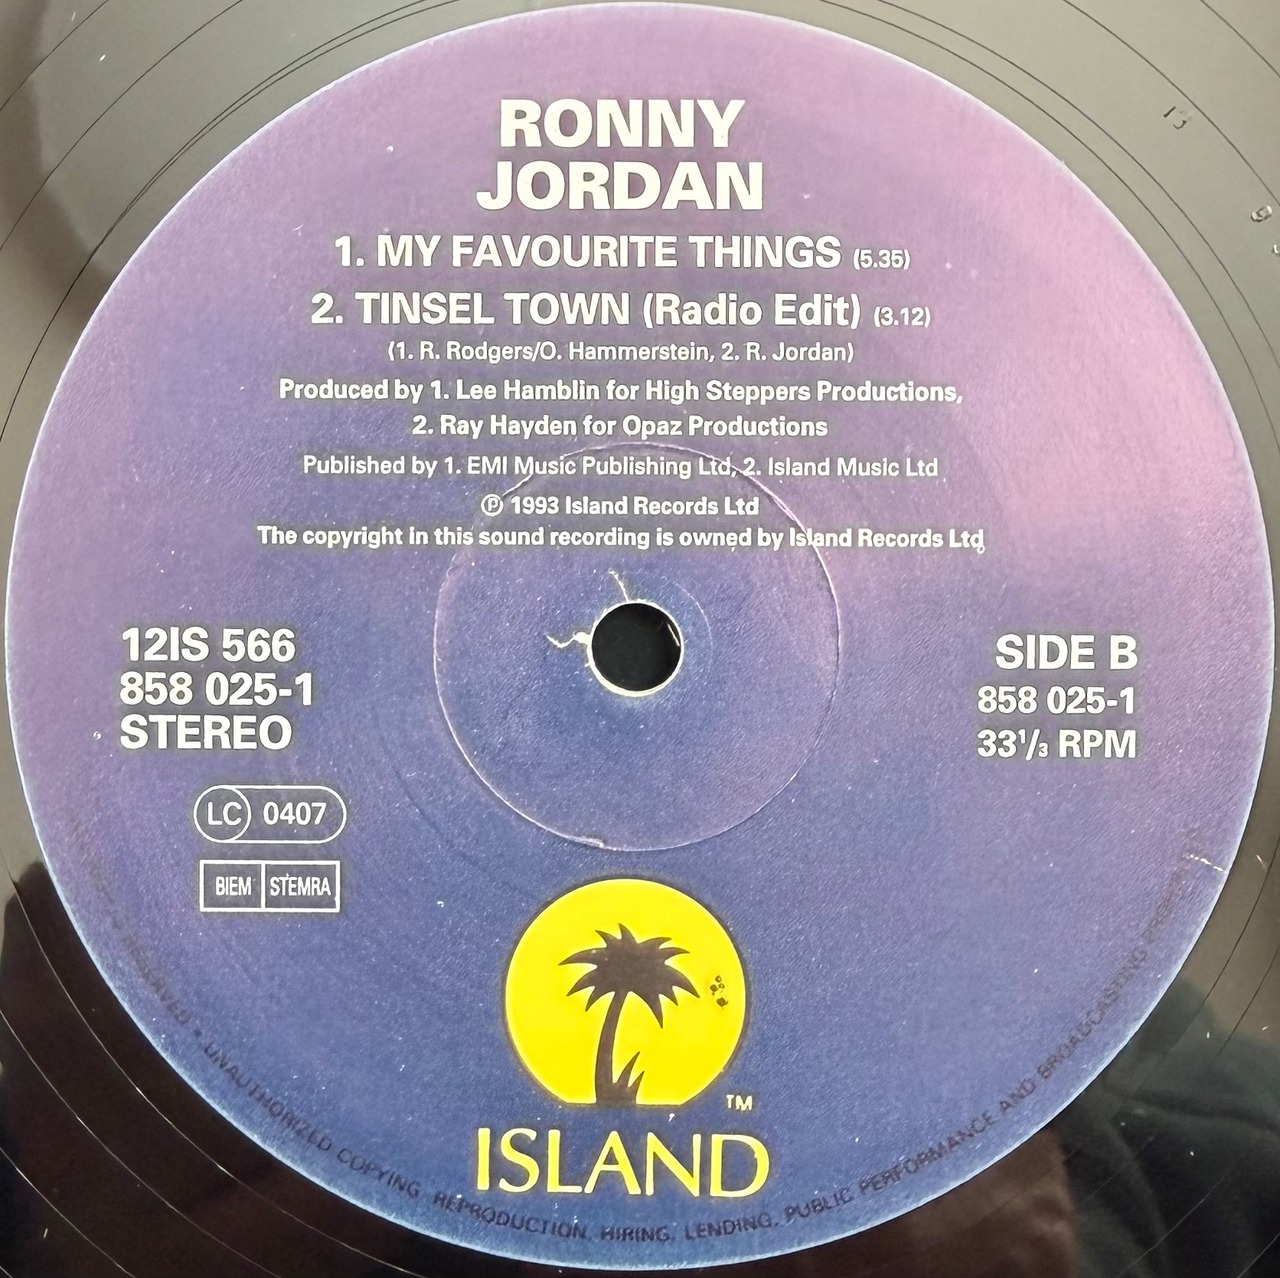 RONNY
JORDAN
1. MY FAVOURITE THINGS (5.35)
2. TINSEL TOWN (Radio Edit) (3.12)
(1. R. Rodgers/O. Hammerstein, 2. R. Jordan)
Produced by 1. Lee Hamblin for High Steppers Productions,
2. Ray Hayden for Opaz Productions
Published by 1. EMI Music Publishing Ltd, 2. Island Music Ltd
℗ 1993 Island Records Ltd
The copyright in this sound recording is owned by Island Records Ltd
12IS 566
858 025-1
STEREO
SIDE B
858 025-1
33¹/₃ RPM
LC 0407
BIEM STEMRA
TM
ISLAND
RESERVED • UNAUTHORIZED COPYING, REPRODUCTION, HIRING, LENDING, PUBLIC PERFORMANCE AND BROADCASTING
13
9